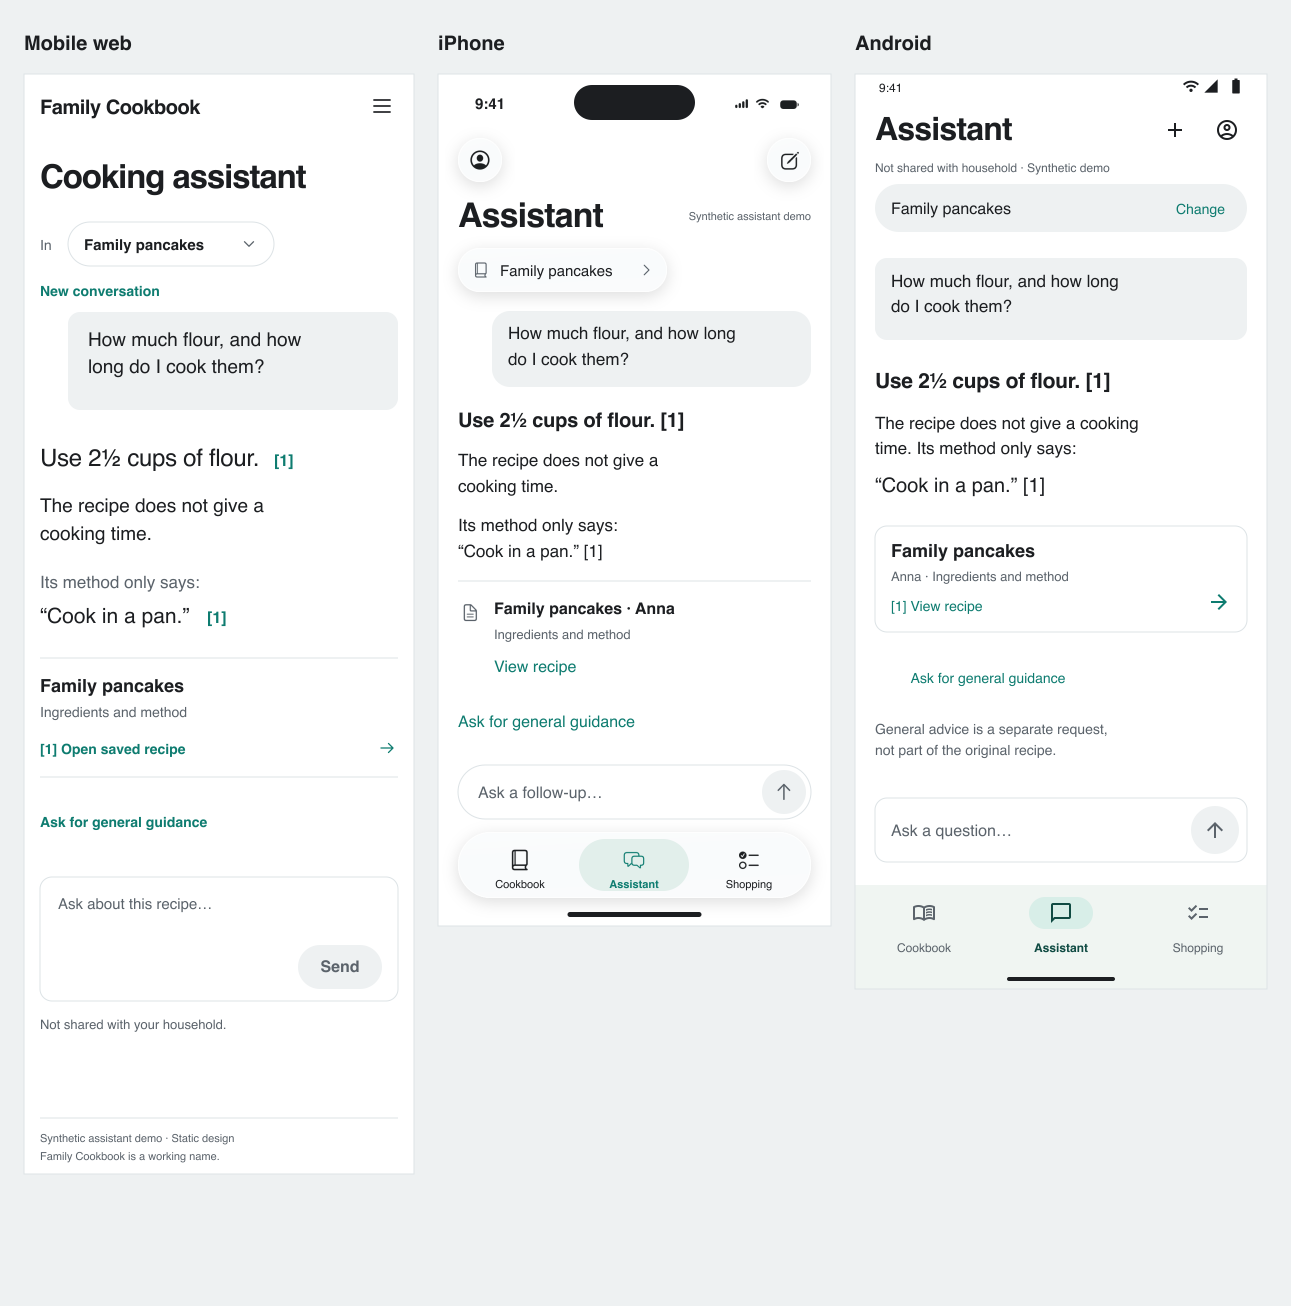 Mobile web
Family Cookbook
Cooking assistant
In
Family pancakes
New conversation
How much flour, and how
long do I cook them?
Use 2½ cups of flour. [1]
The recipe does not give a
cooking time.
Its method only says:
“Cook in a pan.” [1]
Family pancakes
Ingredients and method
[1] Open saved recipe
Ask for general guidance
Ask about this recipe…
Send
Not shared with your household.
Synthetic assistant demo · Static design
Family Cookbook is a working name.
iPhone
9:41
Assistant
Synthetic assistant demo
Family pancakes
How much flour, and how long
do I cook them?
Use 2½ cups of flour. [1]
The recipe does not give a
cooking time.
Its method only says:
“Cook in a pan.” [1]
Family pancakes · Anna
Ingredients and method
View recipe
Ask for general guidance
Ask a follow-up…
Cookbook
Assistant
Shopping
Android
9:41
Assistant
Not shared with household · Synthetic demo
Family pancakes
Change
How much flour, and how long
do I cook them?
Use 2½ cups of flour. [1]
The recipe does not give a cooking
time. Its method only says:
“Cook in a pan.” [1]
Family pancakes
Anna · Ingredients and method
[1] View recipe
Ask for general guidance
General advice is a separate request,
not part of the original recipe.
Ask a question…
Cookbook
Assistant
Shopping